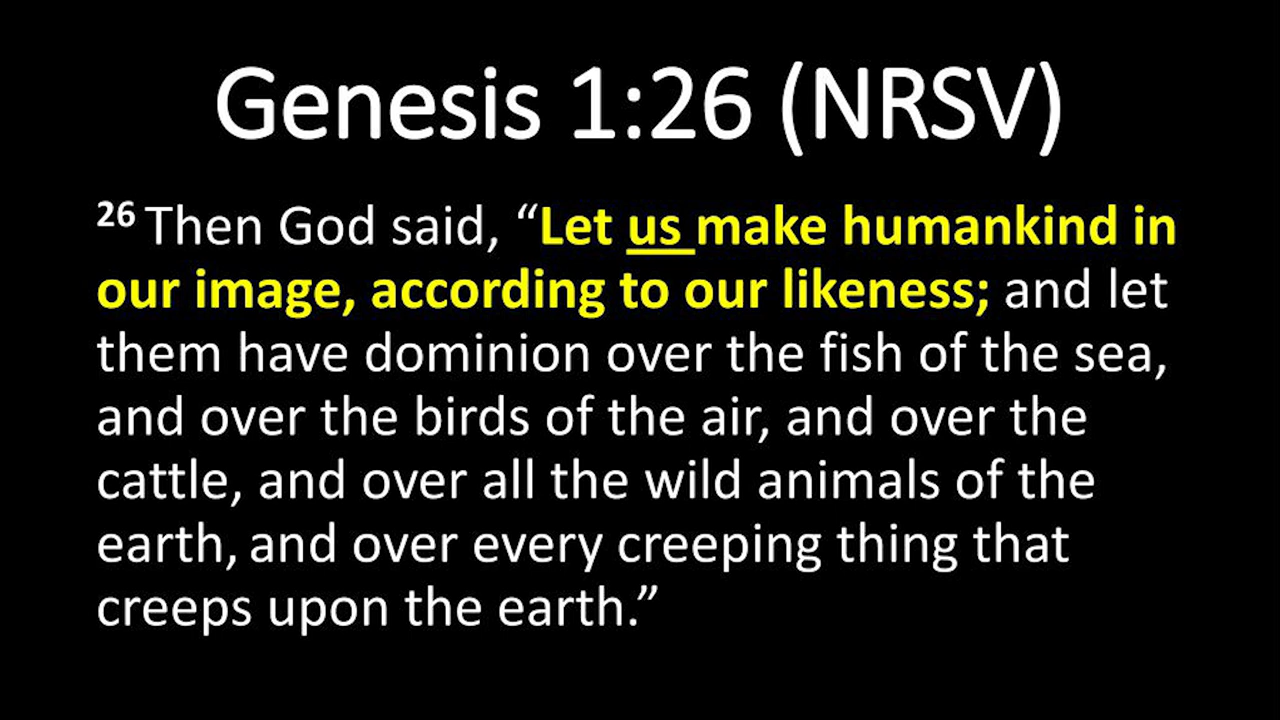 Genesis 1:26 (NRSV)
26 Then God said, “Let us make humankind in
our image, according to our likeness; and let
them have dominion over the fish of the sea,
and over the birds of the air, and over the
cattle, and over all the wild animals of the
earth, and over every creeping thing that
creeps upon the earth.”